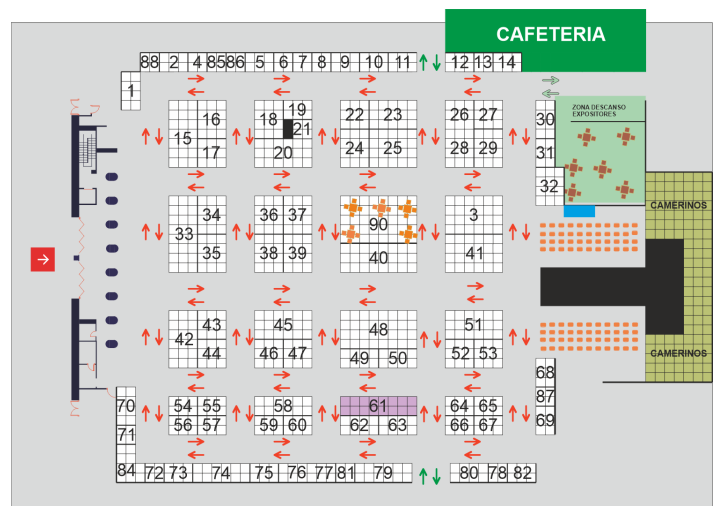 CAFETERIA
88 2 4 85 86 5 6 7 8 9 10 11 12 13 14
1
ZONA DESCANSO
EXPOSITORES
16 18 19 22 23 26 27 30
15 21
17 20 24 25 28 29 31
32
CAMERINOS
34 36 37 90 3
33
35 38 39 40 41
43 45 48 51
42
44 46 47 49 50 52 53
CAMERINOS
68
87
69
70 54 55 58 61 64 65
56 57 59 60 62 63 66 67
71
84 72 73 74 75 76 77 81 79 80 78 82